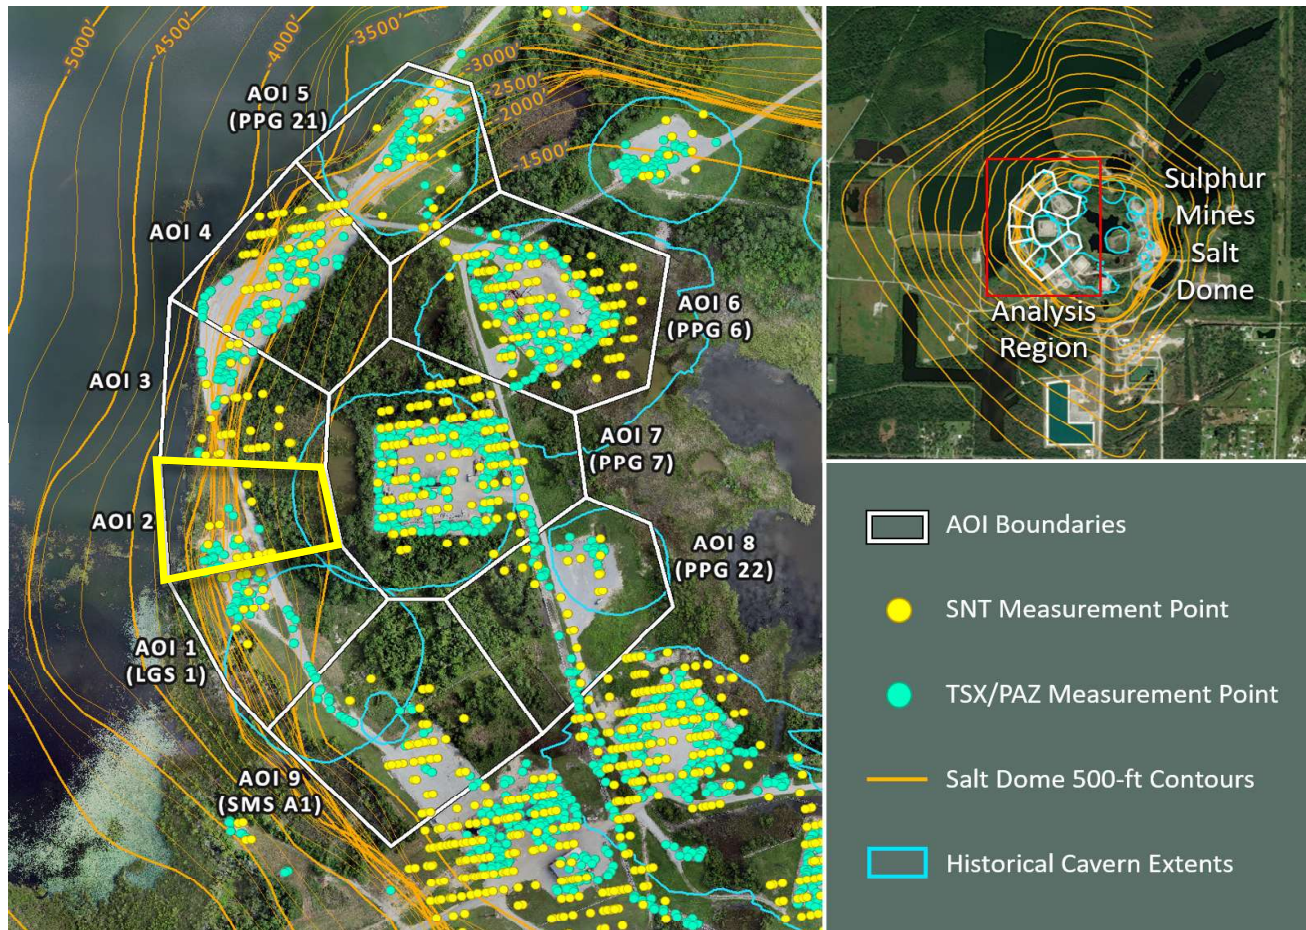 -5000'
-4500'
-4000'
-3500'
-3000'
-2500'
-2000'
-1500'
AOI 5
(PPG 21)
AOI 4
AOI 3
AOI 2
AOI 1
(LGS 1)
AOI 9
(SMS A1)
AOI 6
(PPG 6)
AOI 7
(PPG 7)
AOI 8
(PPG 22)
Sulphur
Mines
Salt
Dome
Analysis
Region
AOI Boundaries
SNT Measurement Point
TSX/PAZ Measurement Point
Salt Dome 500-ft Contours
Historical Cavern Extents